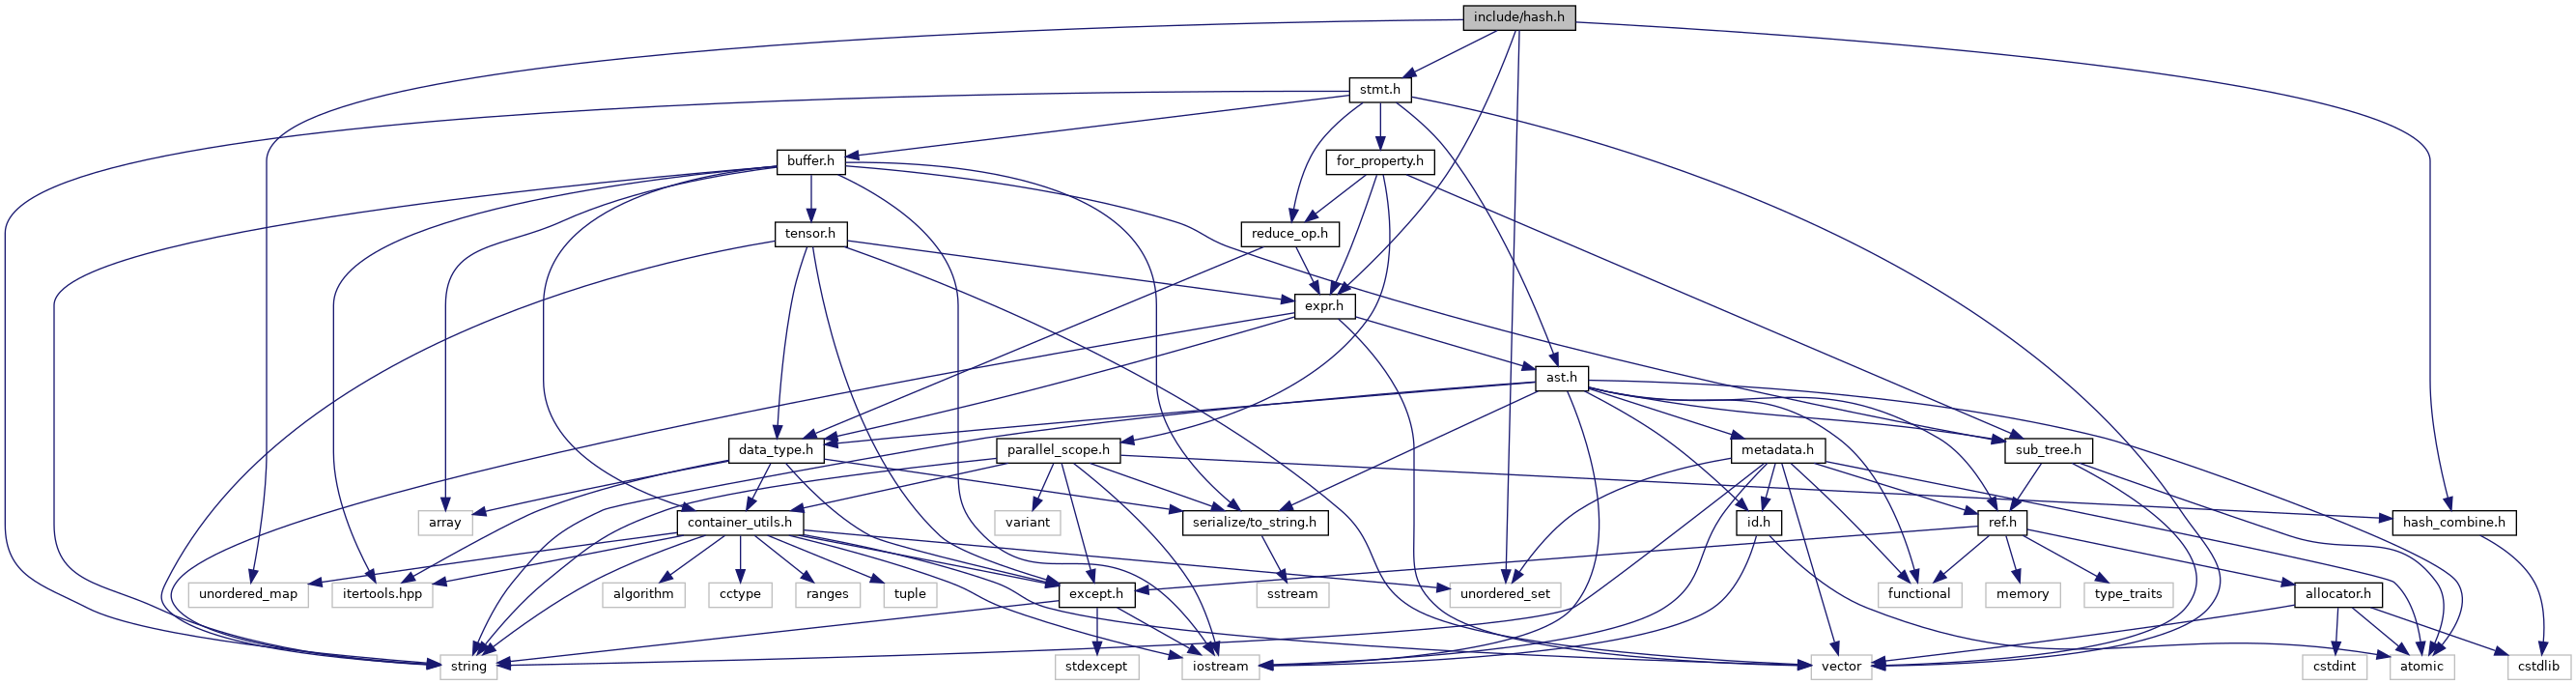 include/hash.h
stmt.h
buffer.h
for_property.h
tensor.h
reduce_op.h
expr.h
ast.h
data_type.h
parallel_scope.h
metadata.h
sub_tree.h
array
container_utils.h
variant
serialize/to_string.h
id.h
ref.h
hash_combine.h
unordered_map
itertools.hpp
algorithm
cctype
ranges
tuple
except.h
sstream
unordered_set
functional
memory
type_traits
allocator.h
string
stdexcept
iostream
vector
cstdint
atomic
cstdlib